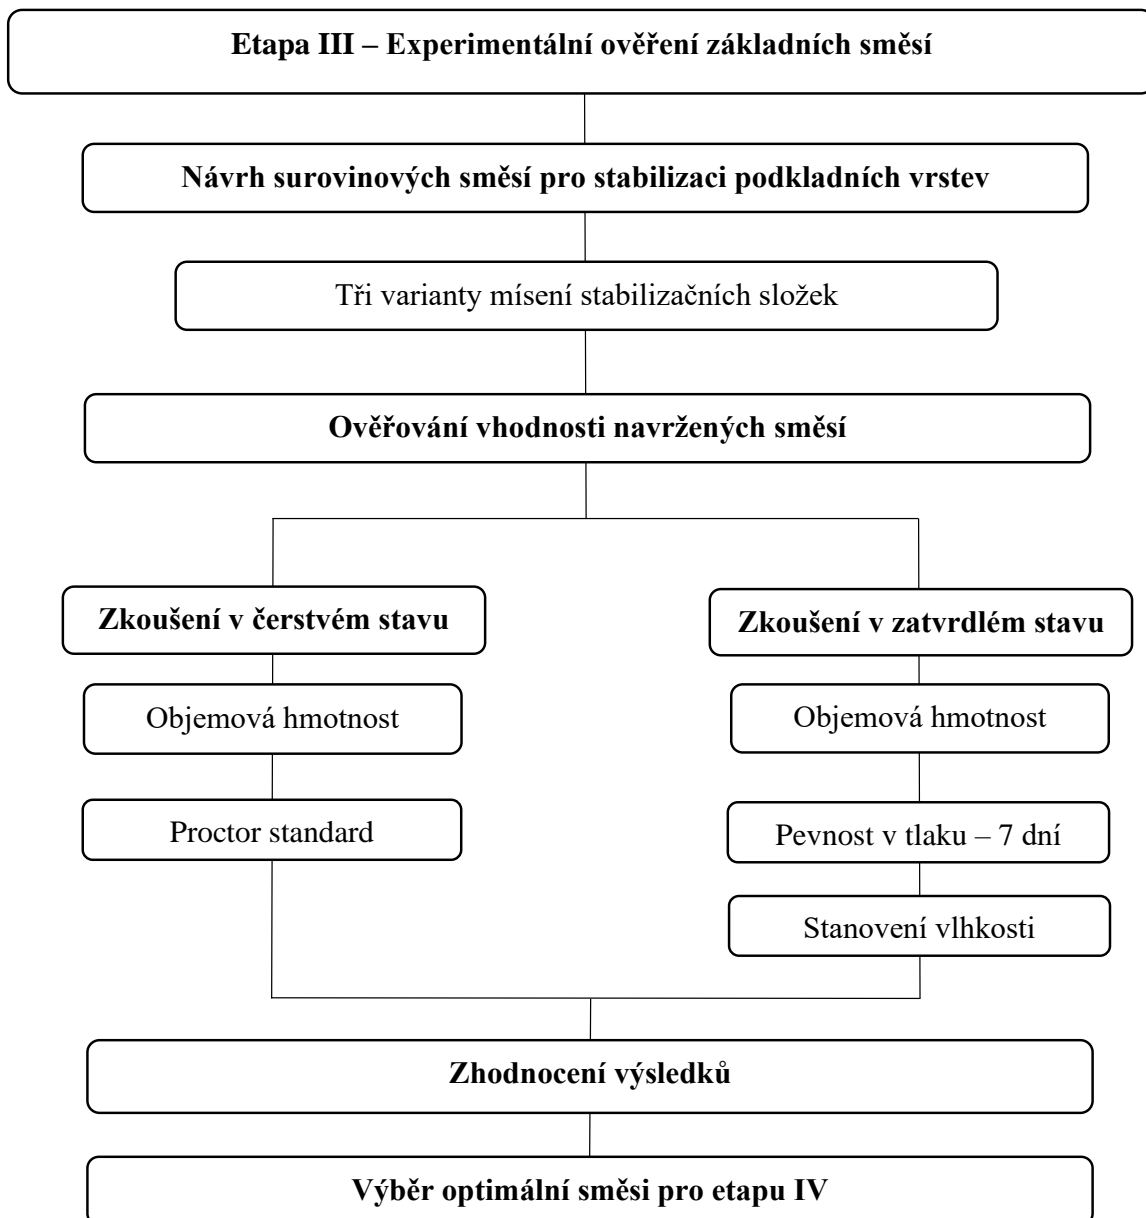 Etapa III – Experimentální ověření základních směsí
Návrh surovinových směsí pro stabilizaci podkladních vrstev
Tři varianty mísení stabilizačních složek
Ověřování vhodnosti navržených směsí
Zkoušení v čerstvém stavu
Objemová hmotnost
Proctor standard
Zkoušení v zatvrdlém stavu
Objemová hmotnost
Pevnost v tlaku – 7 dní
Stanovení vlhkosti
Zhodnocení výsledků
Výběr optimální směsi pro etapu IV